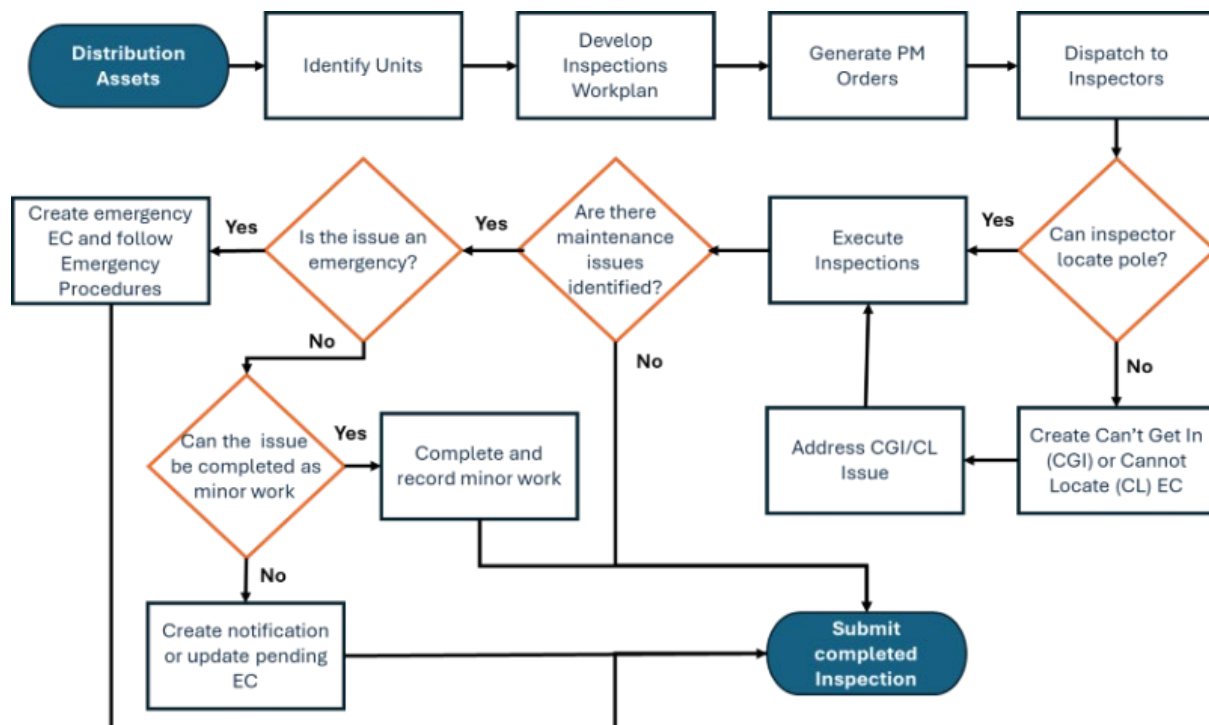 Distribution
Assets
Identify Units
Develop
Inspections
Workplan
Generate PM
Orders
Dispatch to
Inspectors
Create emergency
EC and follow
Emergency
Procedures
Yes
Is the issue an
emergency?
Yes
Are there
maintenance
issues
identified?
Execute
Inspections
Yes
Can inspector
locate pole?
No
No
No
Can the issue
be completed as
minor work
Yes
Complete and
record minor work
Address CGI/CL
Issue
Create Can't Get In
(CGI) or Cannot
Locate (CL) EC
No
Create notification
or update pending
EC
Submit
completed
Inspection